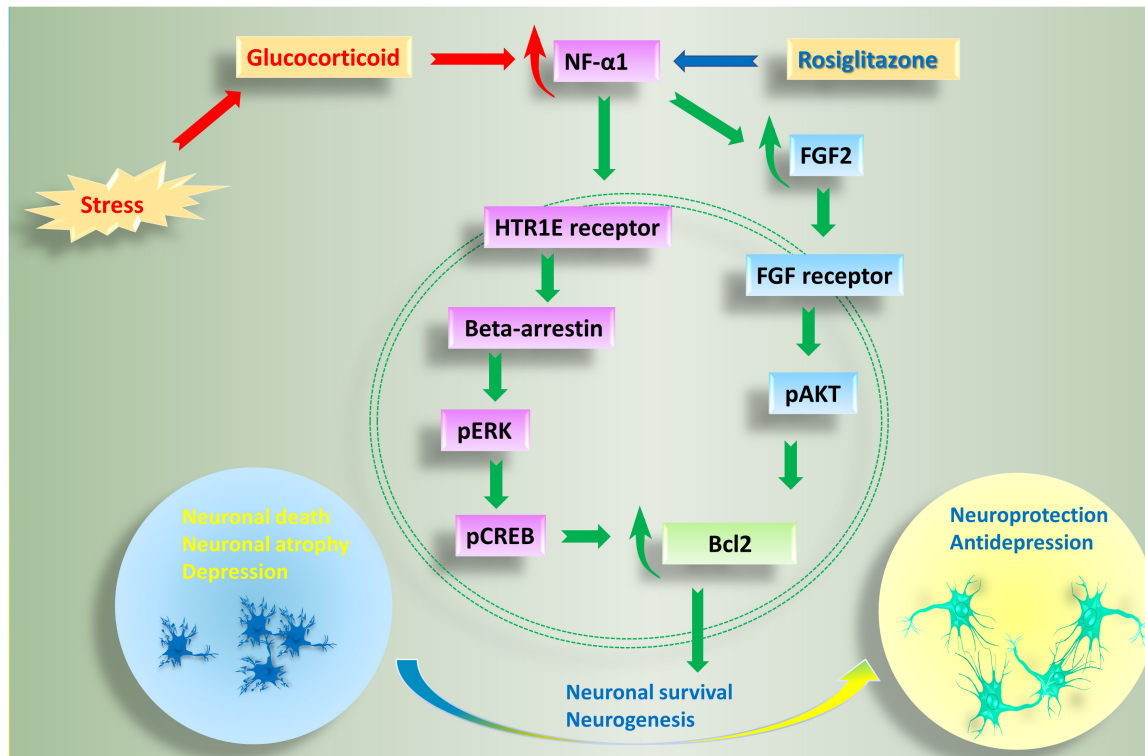 Glucocorticoid
NF-α1
Rosiglitazone
FGF2
Stress
HTR1E receptor
FGF receptor
Beta-arrestin
pAKT
pERK
pCREB
Bcl2
Neuronal death
Neuronal atrophy
Depression
Neuroprotection
Antidepression
Neuronal survival
Neurogenesis